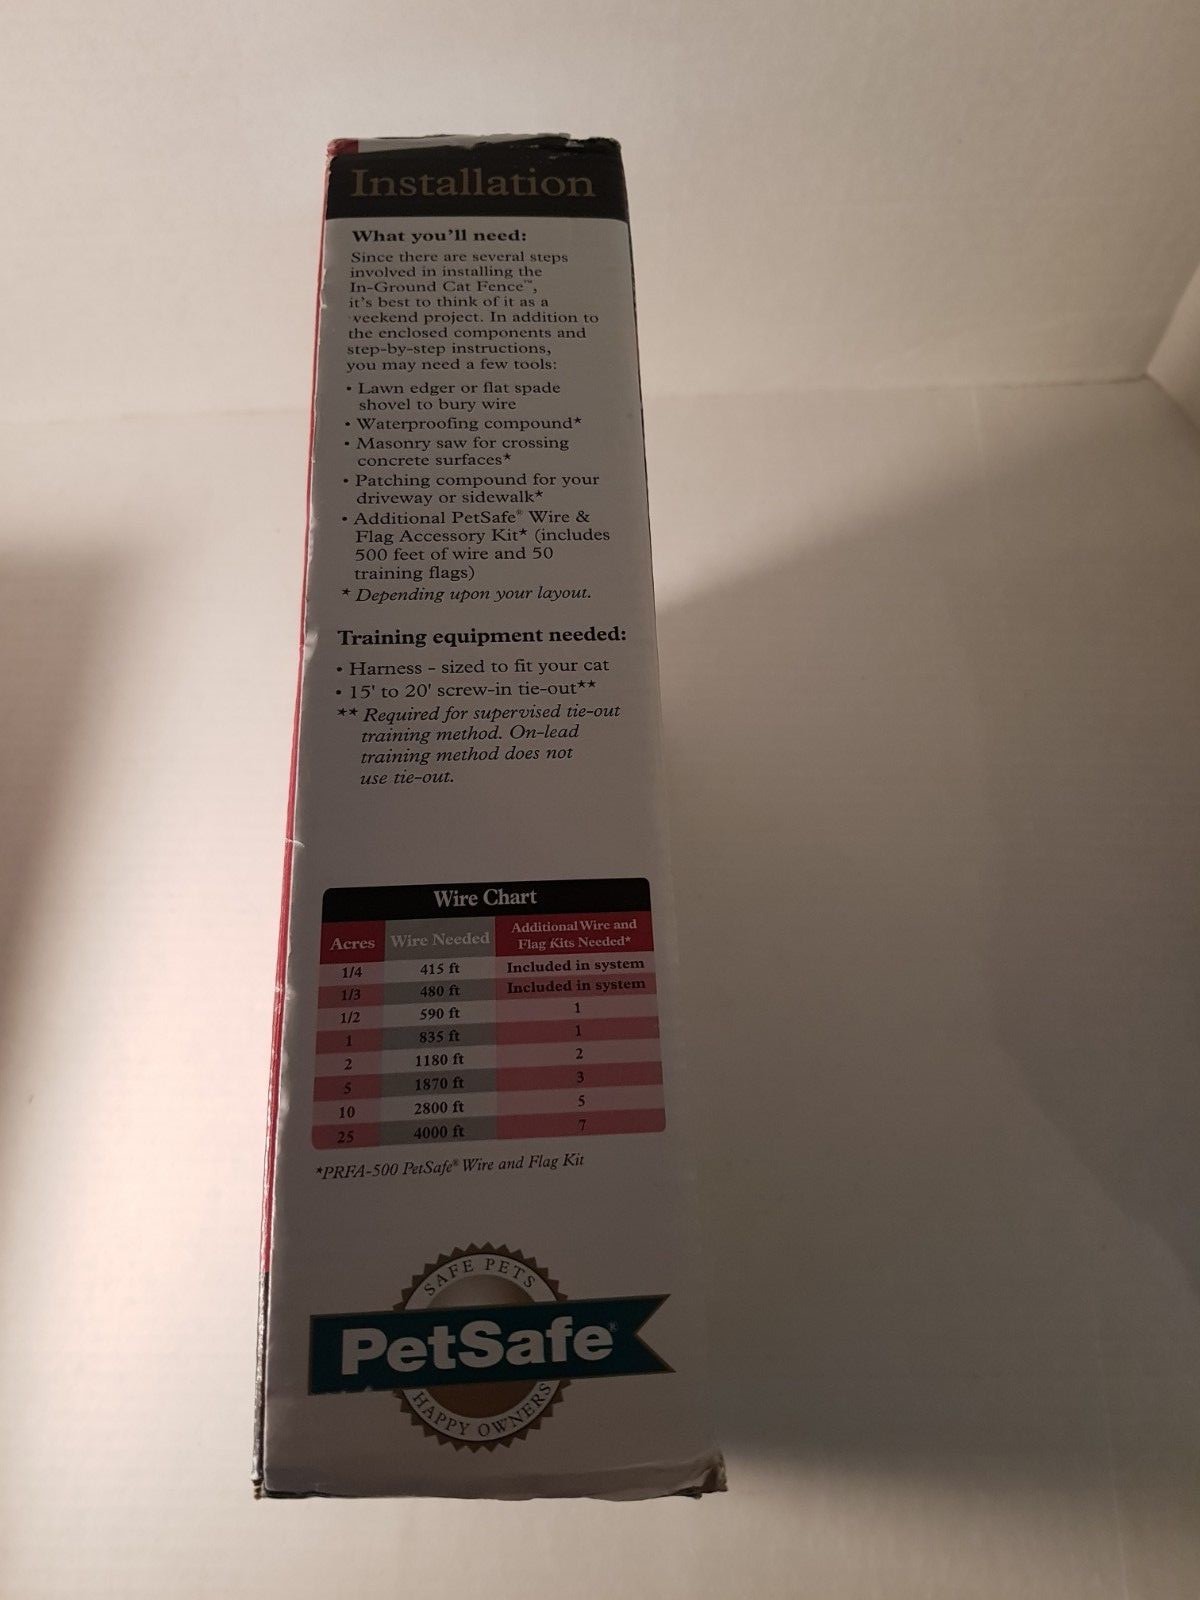 Installation
What you'll need:
Since there are several steps
involved in installing the
In-Ground Cat Fence™,
it's best to think of it as a
weekend project. In addition to
the enclosed components and
step-by-step instructions,
you may need a few tools:
• Lawn edger or flat spade
shovel to bury wire
• Waterproofing compound*
• Masonry saw for crossing
concrete surfaces*
• Patching compound for your
driveway or sidewalk*
• Additional PetSafe® Wire &
Flag Accessory Kit* (includes
500 feet of wire and 50
training flags)
* Depending upon your layout.
Training equipment needed:
• Harness - sized to fit your cat
• 15' to 20' screw-in tie-out**
** Required for supervised tie-out
training method. On-lead
training method does not
use tie-out.
Wire Chart
Acres Wire Needed Additional Wire and
Flag Kits Needed*
1/4 415 ft Included in system
1/3 480 ft Included in system
1/2 590 ft 1
1 835 ft 1
2 1180 ft 2
5 1870 ft 3
10 2800 ft 5
25 4000 ft 7
*PRFA-500 PetSafe® Wire and Flag Kit
SAFE PETS
PetSafe®
HAPPY OWNERS